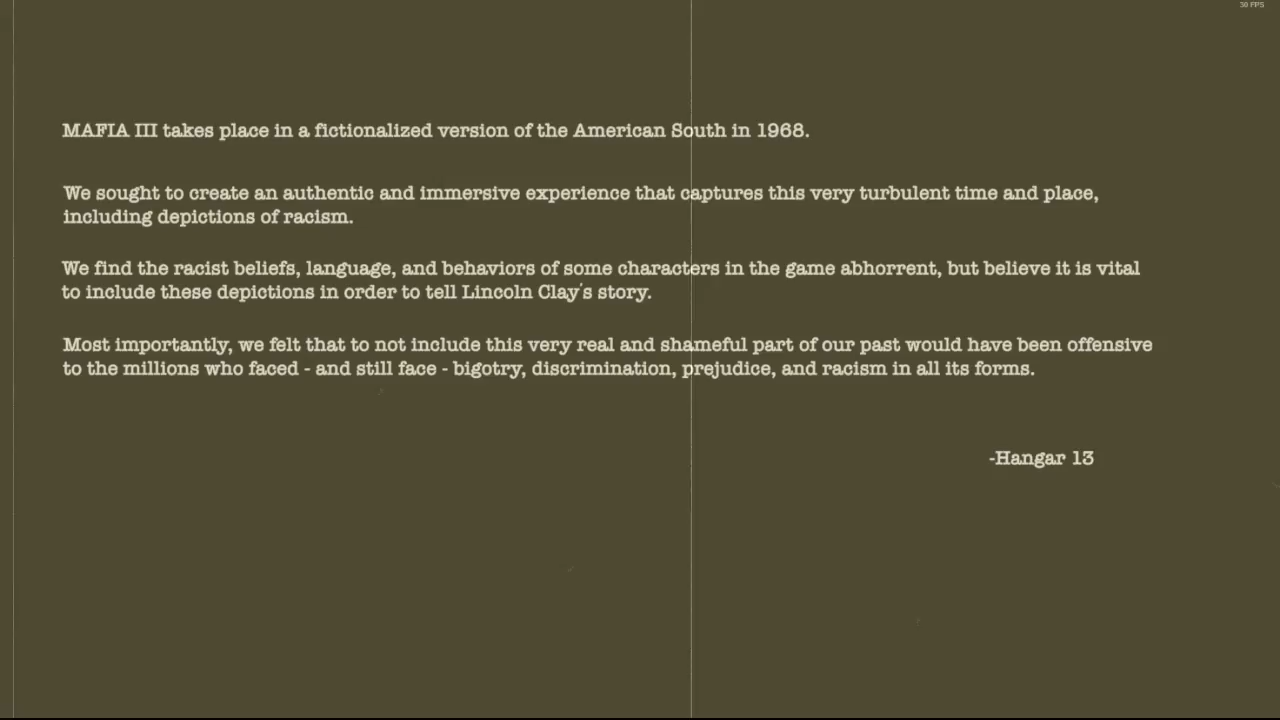 30 FPS
MAFIA III takes place in a fictionalized version of the American South in 1968.
We sought to create an authentic and immersive experience that captures this very turbulent time and place,
including depictions of racism.
We find the racist beliefs, language, and behaviors of some characters in the game abhorrent, but believe it is vital
to include these depictions in order to tell Lincoln Clay's story.
Most importantly, we felt that to not include this very real and shameful part of our past would have been offensive
to the millions who faced - and still face - bigotry, discrimination, prejudice, and racism in all its forms.
-Hangar 13